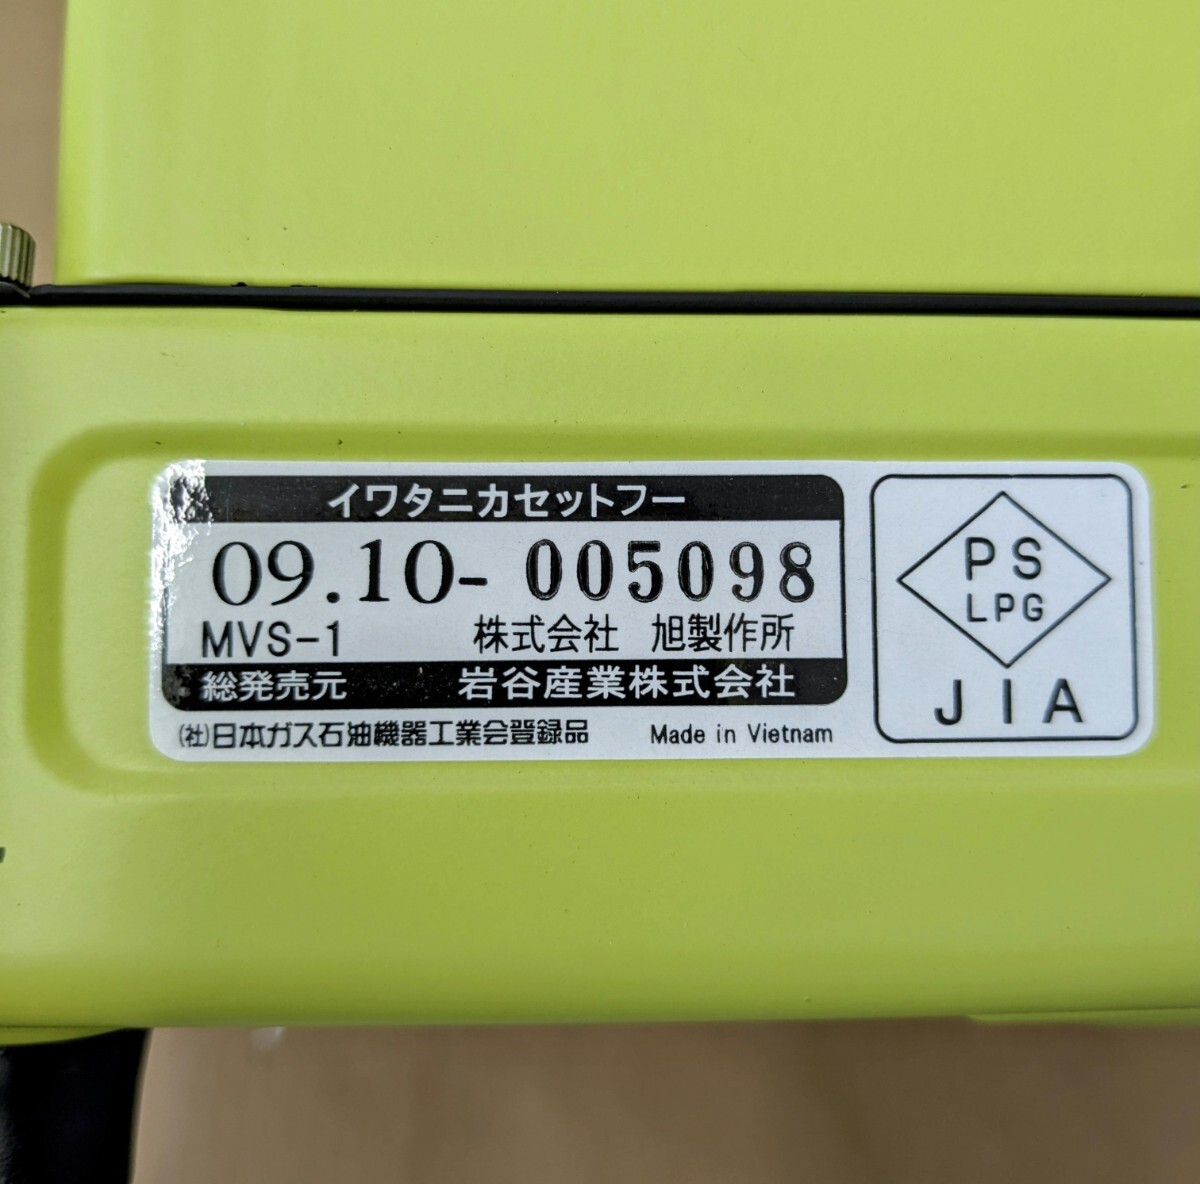 イワタニカセットフー
09.10-005098
MVS-1 株式会社 旭製作所
総発売元 岩谷産業株式会社
(社)日本ガス石油機器工業会登録品 Made in Vietnam
PS
LPG
JIA